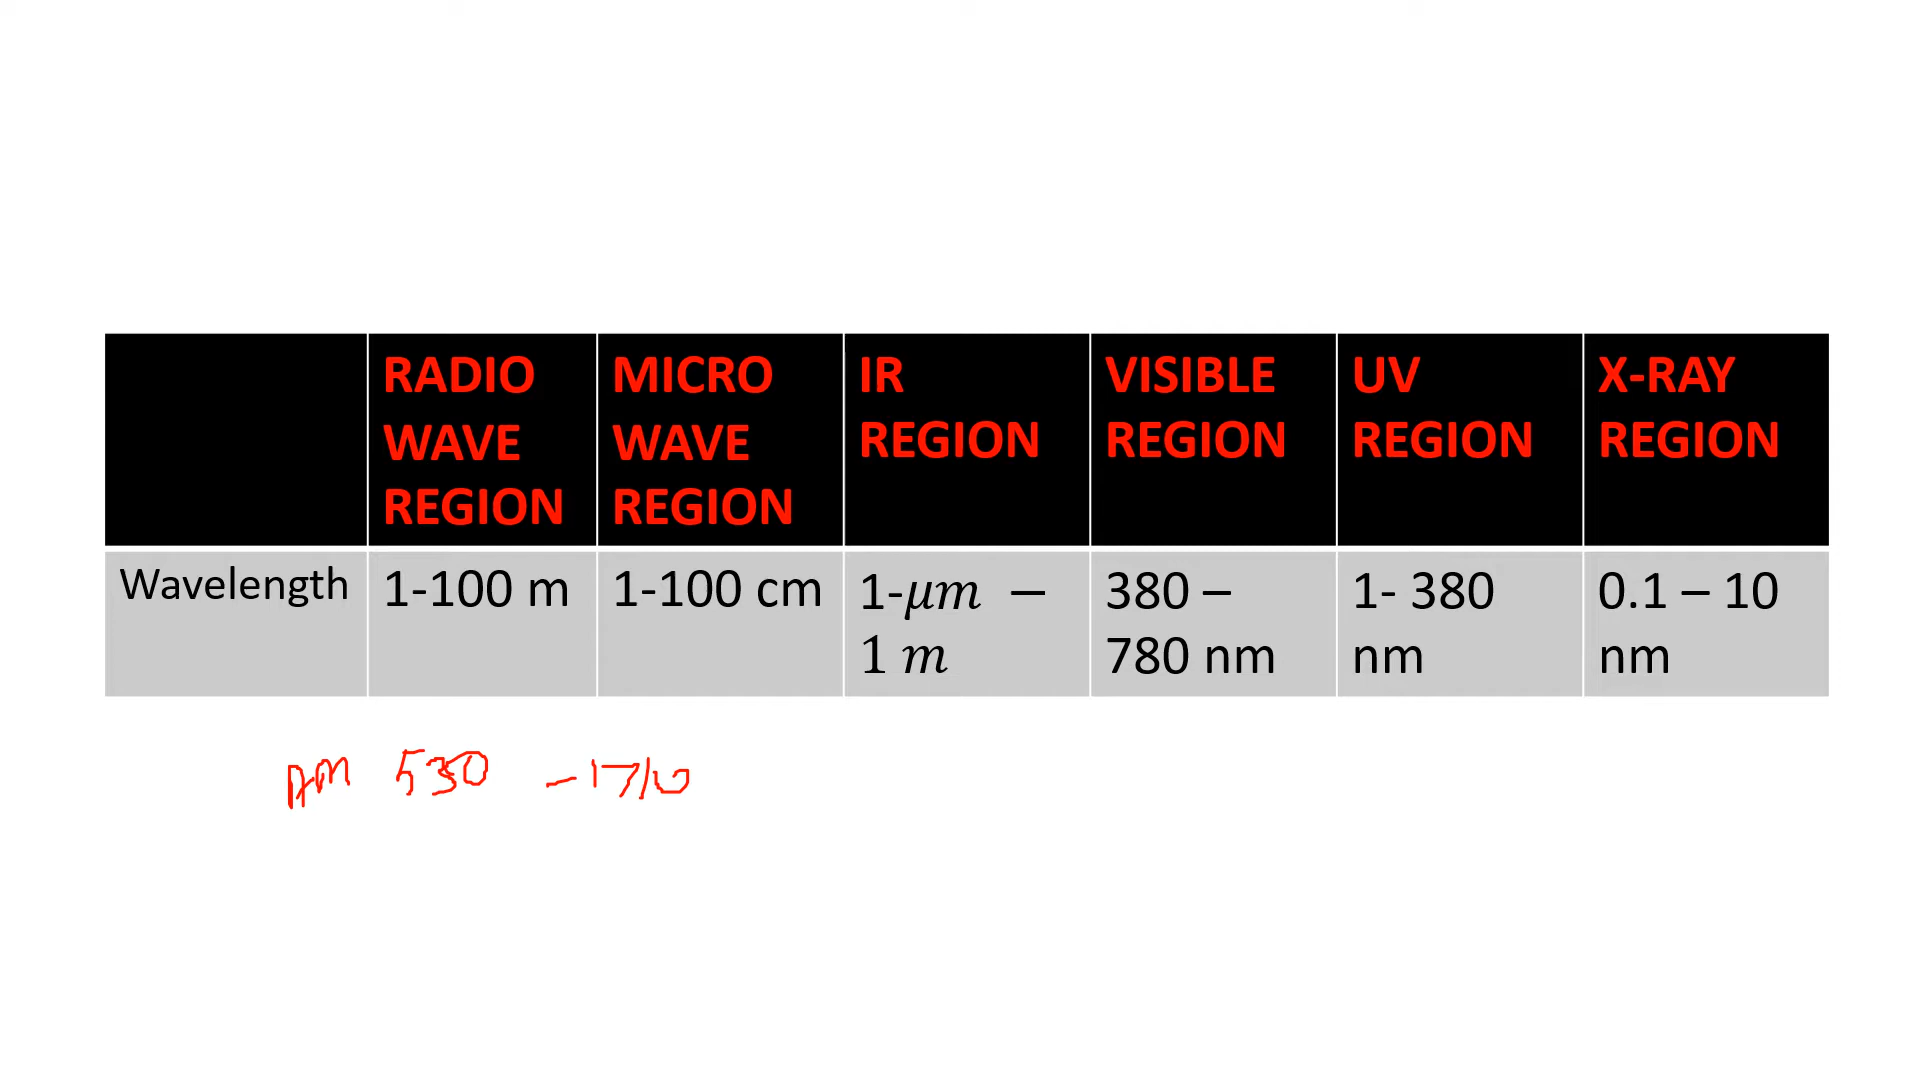 RADIO WAVE REGION
MICRO WAVE REGION
IR REGION
VISIBLE REGION
UV REGION
X-RAY REGION
Wavelength
1-100 m
1-100 cm
1-μm –
1 m
380 –
780 nm
1- 380
nm
0.1 – 10
nm
AM 530 - 1710